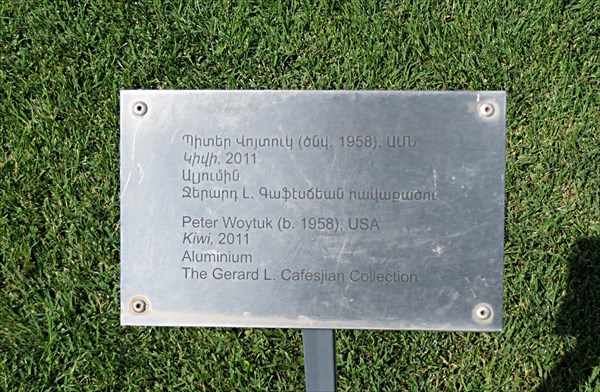 Պիտեր Վոյտուկ (ծնվ. 1958), ԱՄՆ
Կիվի, 2011
Ալյումին
Ջերարդ Լ. Գաֆէսճեան հավաքածու
Peter Woytuk (b. 1958), USA
Kiwi, 2011
Aluminium
The Gerard L. Cafesjian Collection